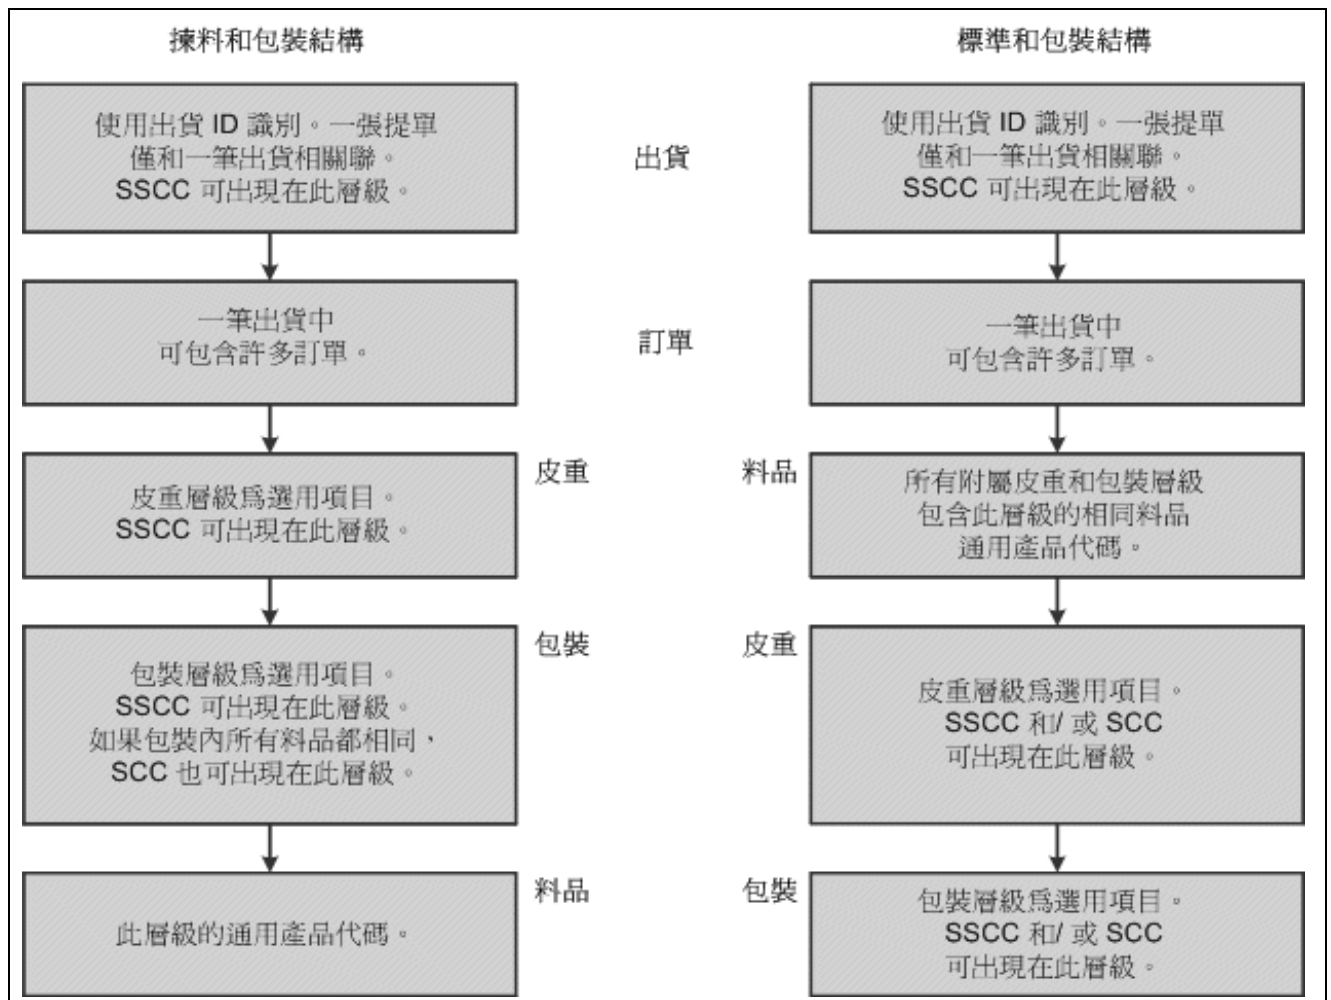 揀料和包裝結構
標準和包裝結構
使用出貨 ID 識別。一張提單
僅和一筆出貨相關聯。
SSCC 可出現在此層級。
出貨
使用出貨 ID 識別。一張提單
僅和一筆出貨相關聯。
SSCC 可出現在此層級。
一筆出貨中
可包含許多訂單。
訂單
一筆出貨中
可包含許多訂單。
皮重層級為選用項目。
SSCC 可出現在此層級。
皮重
料品
所有附屬皮重和包裝層級
包含此層級的相同料品
通用產品代碼。
包裝層級為選用項目。
SSCC 可出現在此層級。
如果包裝內所有料品都相同，
SCC 也可出現在此層級。
包裝
皮重
皮重層級為選用項目。
SSCC 和/ 或 SCC
可出現在此層級。
此層級的通用產品代碼。
料品
包裝
包裝層級為選用項目。
SSCC 和/ 或 SCC
可出現在此層級。